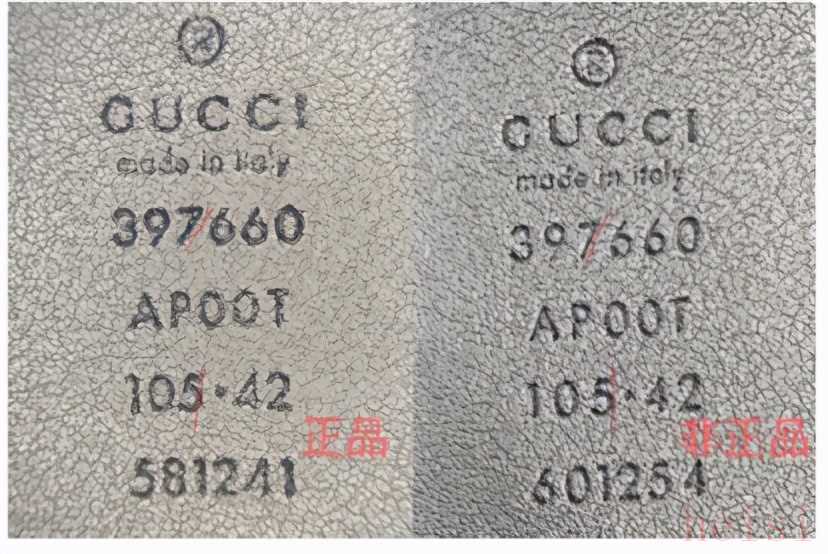 GUCCI
made in italy
397660
AP00T
105·42
正品
581241
GUCCI
made in italy
397660
AP00T
105·42
非正品
601254